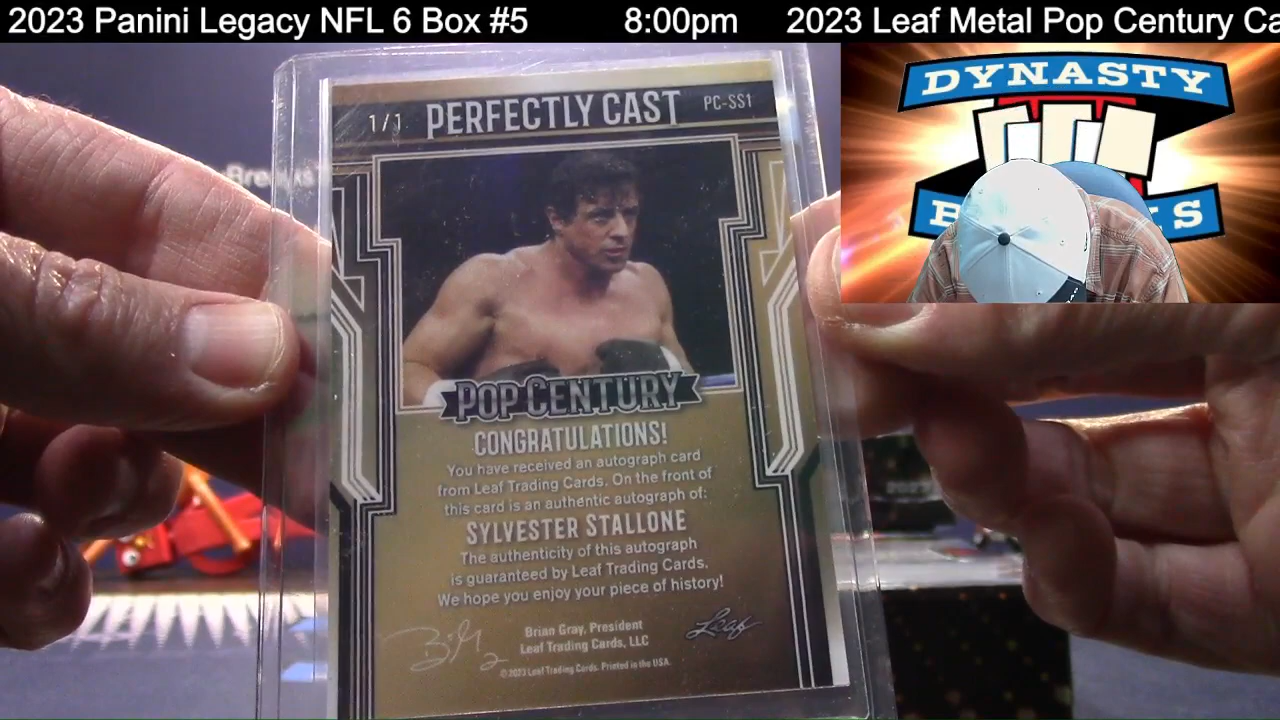 2023 Panini Legacy NFL 6 Box #5 8:00pm 2023 Leaf Metal Pop Century Ca
DYNASTY
1/1 PERFECTLY CAST PC-SS1
POP CENTURY
CONGRATULATIONS!
You have received an autograph card
from Leaf Trading Cards. On the front of
this card is an authentic autograph of:
SYLVESTER STALLONE
The authenticity of this autograph
is guaranteed by Leaf Trading Cards.
We hope you enjoy your piece of history!
Brian Gray, President
Leaf Trading Cards, LLC
Leaf
© 2023 Leaf Trading Cards. Printed in the USA.